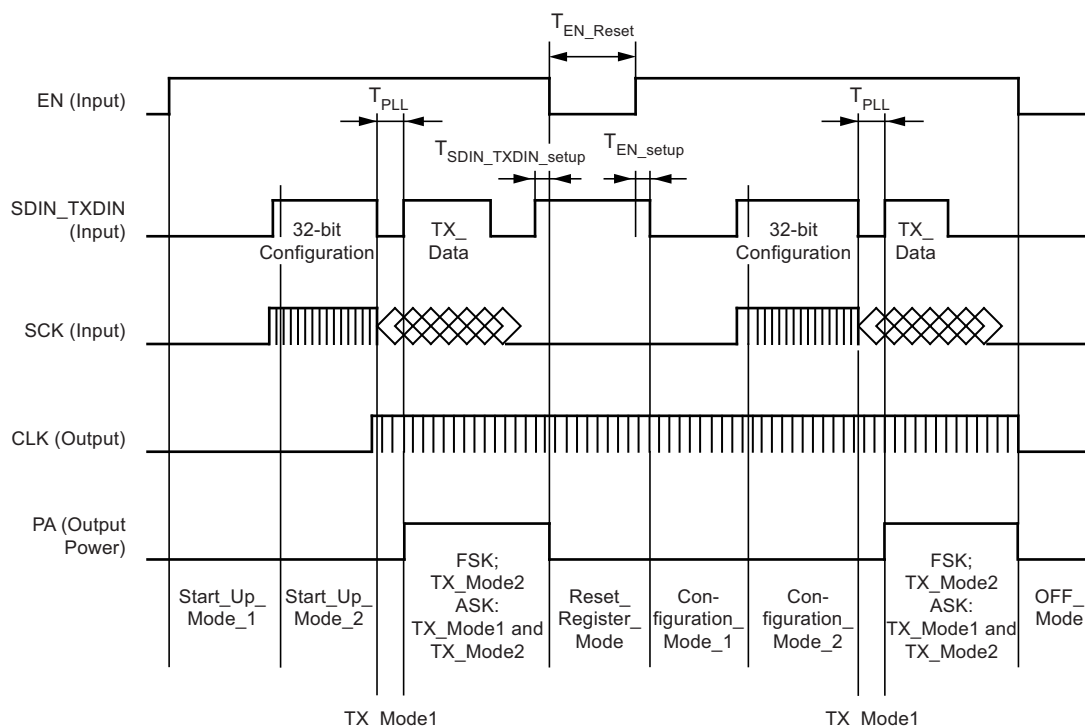 T_EN_Reset
EN (Input)
T_PLL
T_PLL
T_SDIN_TXDIN_setup
T_EN_setup
SDIN_TXDIN
(Input)
32-bit
Configuration
TX_
Data
32-bit
Configuration
TX_
Data
SCK (Input)
CLK (Output)
PA (Output
Power)
Start_Up_
Mode_1
Start_Up_
Mode_2
FSK;
TX_Mode2
ASK:
TX_Mode1 and
TX_Mode2
Reset_
Register_
Mode
Con-
figuration_
Mode_1
Con-
figuration_
Mode_2
FSK;
TX_Mode2
ASK:
TX_Mode1 and
TX_Mode2
OFF_
Mode
TX_Mode1
TX_Mode1